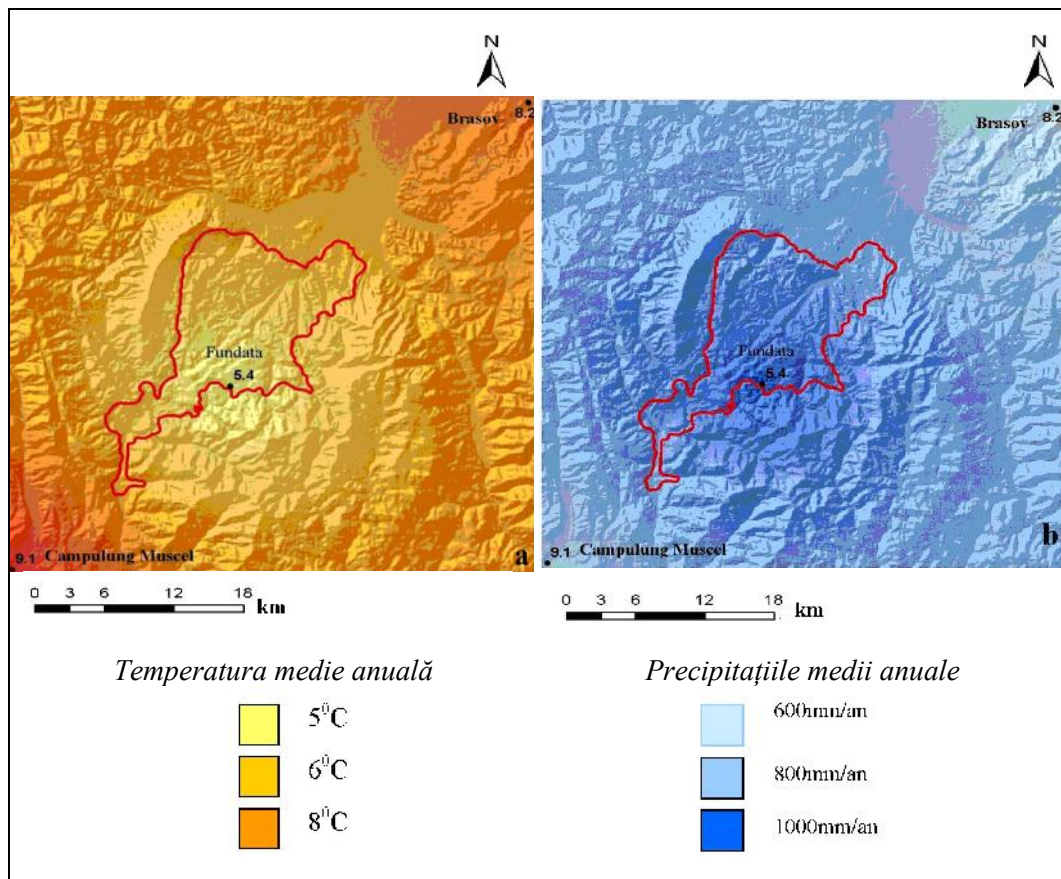 N
N
Brasov
8.2
Brasov
8.2
Fundata
5.4
Fundata
5.4
9.1 Campulung Muscel
a
9.1 Campulung Muscel
b
0 3 6 12 18 km
0 3 6 12 18 km
Temperatura medie anuală
Precipitațiile medii anuale
5⁰C
6⁰C
8⁰C
600mm/an
800mm/an
1000mm/an